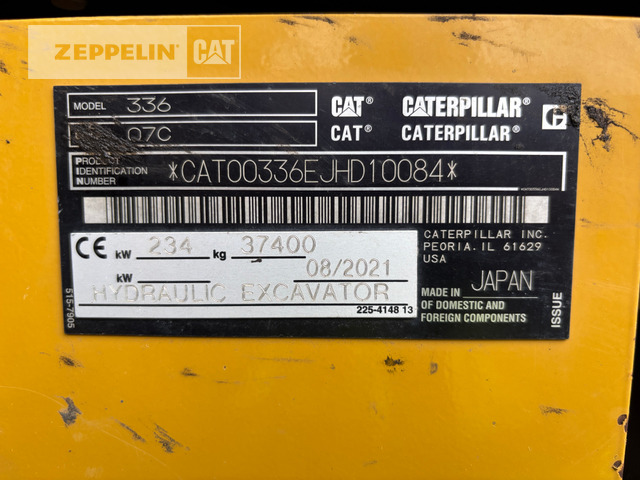 ZEPPELIN CAT
MODEL 336 CAT® CATERPILLAR®
07C CAT® CATERPILLAR®
PRODUCT IDENTIFICATION NUMBER *CAT00336EJHD10084*
CATERPILLAR INC.
PEORIA. IL 61629
USA
CE kW 234 kg 37400
kW 08/2021
HYDRAULIC EXCAVATOR
225-4148 13
515-7905
MADE IN JAPAN
OF DOMESTIC AND
FOREIGN COMPONENTS
ISSUE